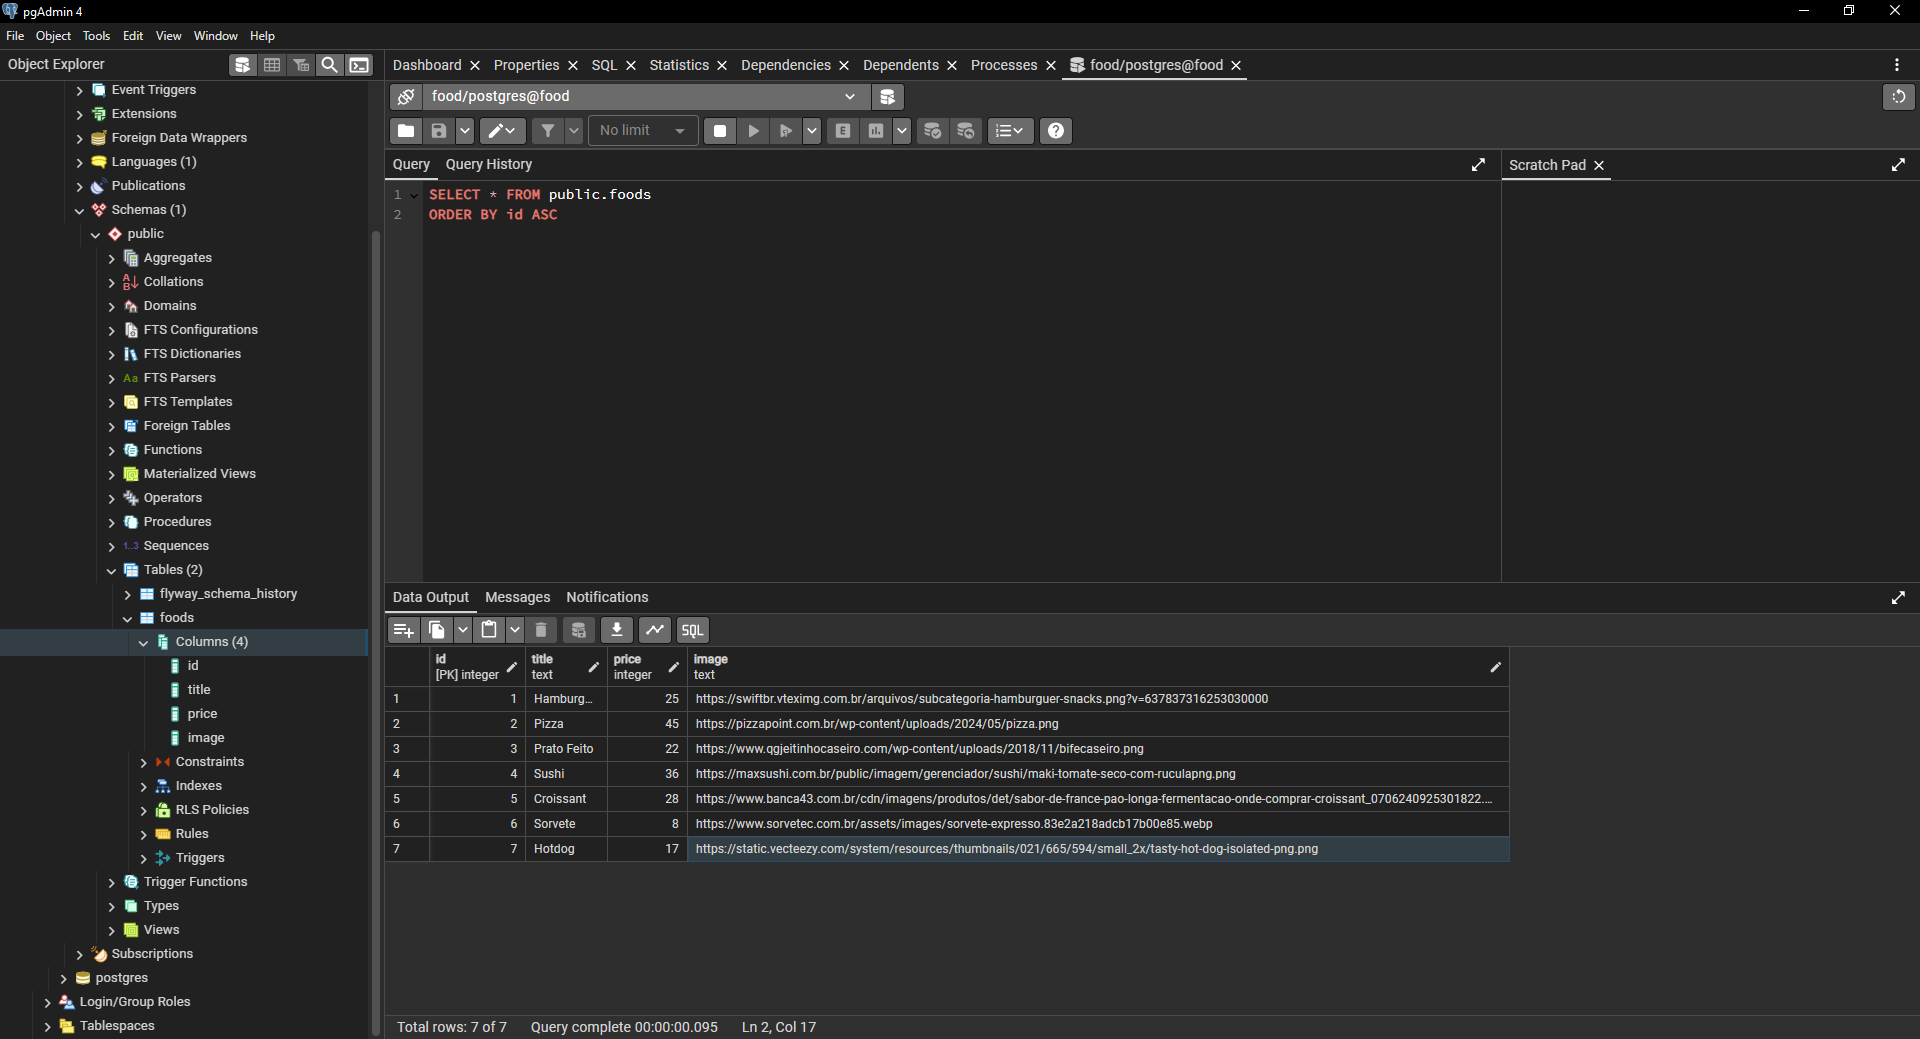 pgAdmin 4
File Object Tools Edit View Window Help
Object Explorer
Event Triggers
Extensions
Foreign Data Wrappers
Languages (1)
Publications
Schemas (1)
public
Aggregates
Collations
Domains
FTS Configurations
FTS Dictionaries
Aa FTS Parsers
FTS Templates
Foreign Tables
Functions
Materialized Views
Operators
Procedures
1..3 Sequences
Tables (2)
flyway_schema_history
foods
Columns (4)
id
title
price
image
Constraints
Indexes
RLS Policies
Rules
Triggers
Trigger Functions
Types
Views
Subscriptions
postgres
Login/Group Roles
Tablespaces
Dashboard Properties SQL Statistics Dependencies Dependents Processes food/postgres@food
food/postgres@food
No limit E
Query Query History
1 SELECT * FROM public.foods
2 ORDER BY id ASC
Scratch Pad
Data Output Messages Notifications
SQL
id title price image
[PK] integer text integer text
1 1 Hamburg... 25 https://swiftbr.vteximg.com.br/arquivos/subcategoria-hamburguer-snacks.png?v=637837316253030000
2 2 Pizza 45 https://pizzapoint.com.br/wp-content/uploads/2024/05/pizza.png
3 3 Prato Feito 22 https://www.qgjeitinhocaseiro.com/wp-content/uploads/2018/11/bifecaseiro.png
4 4 Sushi 36 https://maxsushi.com.br/public/imagem/gerenciador/sushi/maki-tomate-seco-com-ruculapng.png
5 5 Croissant 28 https://www.banca43.com.br/cdn/imagens/produtos/det/sabor-de-france-pao-longa-fermentacao-onde-comprar-croissant_0706240925301822....
6 6 Sorvete 8 https://www.sorvetec.com.br/assets/images/sorvete-expresso.83e2a218adcb17b00e85.webp
7 7 Hotdog 17 https://static.vecteezy.com/system/resources/thumbnails/021/665/594/small_2x/tasty-hot-dog-isolated-png.png
Total rows: 7 of 7 Query complete 00:00:00.095 Ln 2, Col 17